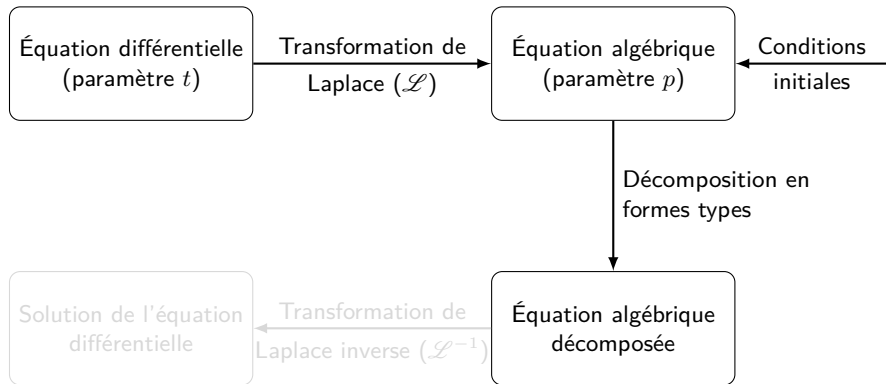 Équation différentielle
(paramètre t)
Transformation de
Laplace (ℒ)
Équation algébrique
(paramètre p)
Conditions
initiales
Décomposition en
formes types
Solution de l'équation
différentielle
Transformation de
Laplace inverse (ℒ⁻¹)
Équation algébrique
décomposée